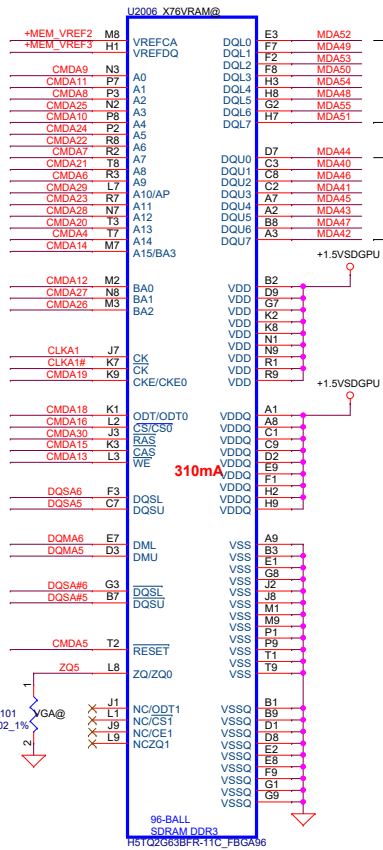 U2006 X76VRAM@
+MEM_VREF2 M8 VREFCA DQL0 E3 MDA52
+MEM_VREF3 H1 VREFDQ DQL1 F7 MDA49
DQL2 F2 MDA53
CMDA9 N3 A0 DQL3 F8 MDA50
CMDA11 P7 A1 DQL4 H3 MDA54
CMDA8 P3 A2 DQL5 H8 MDA48
CMDA25 N2 A3 DQL6 G2 MDA55
CMDA10 P8 A4 DQL7 H7 MDA51
CMDA24 P2 A5
CMDA22 R8 A6
CMDA7 R2 A7 DQU0 D7 MDA44
CMDA21 T8 A8 DQU1 C3 MDA40
CMDA6 R3 A9 DQU2 C8 MDA46
CMDA29 L7 A10/AP DQU3 C2 MDA41
CMDA23 R7 A11 DQU4 A7 MDA45
CMDA28 N7 A12 DQU5 A2 MDA43
CMDA20 T3 A13 DQU6 B8 MDA47
CMDA4 T7 A14 DQU7 A3 MDA42
CMDA14 M7 A15/BA3
+1.5VSDGPU
CMDA12 M2 BA0 VDD B2
CMDA27 N8 BA1 VDD D9
CMDA26 M3 BA2 VDD G7
VDD K2
VDD K8
VDD N1
CLKA1 J7 CK VDD N9
CLKA1# K7 CK VDD R1
CMDA19 K9 CKE/CKE0 VDD R9
+1.5VSDGPU
CMDA18 K1 ODT/ODT0 VDDQ A1
CMDA16 L2 CS/CS0 VDDQ A8
CMDA30 J3 RAS VDDQ C1
CMDA15 K3 CAS VDDQ C9
CMDA13 L3 WE VDDQ D2
310mA VDDQ E9
VDDQ F1
DQSA6 F3 DQSL VDDQ H2
DQSA5 C7 DQSU VDDQ H9
DQMA6 E7 DML VSS A9
DQMA5 D3 DMU VSS B3
VSS E1
VSS G8
DQSA#6 G3 DQSL VSS J2
DQSA#5 B7 DQSU VSS J8
VSS M1
VSS M9
VSS P1
CMDA5 T2 RESET VSS P9
VSS T1
ZQ5 L8 ZQ/ZQ0 VSS T9
1
J1 NC/ODT1 VSSQ B1
101 VGA@ L1 NC/CS1 VSSQ B9
02_1% J9 NC/CE1 VSSQ D1
2 L9 NCZQ1 VSSQ D8
VSSQ E2
VSSQ E8
VSSQ F9
VSSQ G1
VSSQ G9
96-BALL
SDRAM DDR3
H5TQ2G63BFR-11C_FBGA96